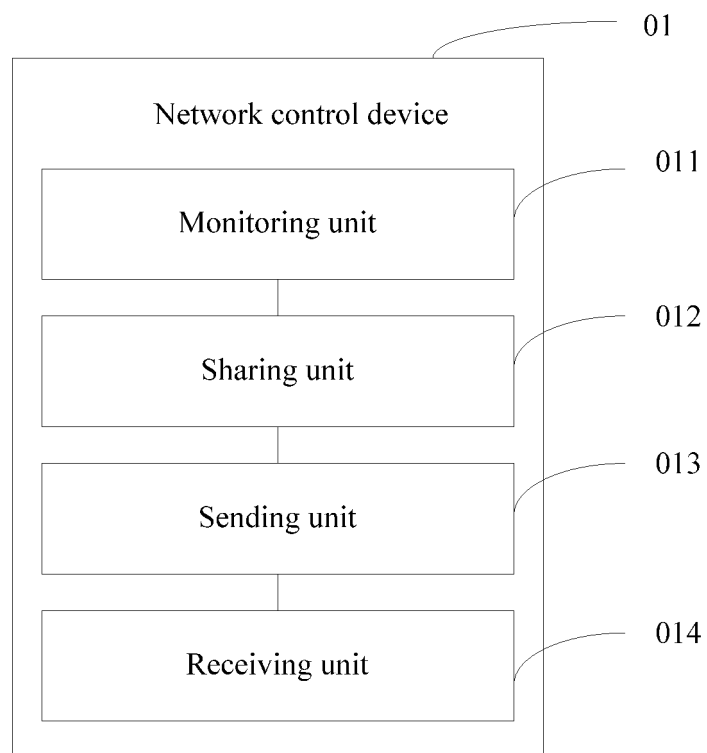 01
Network control device
011
Monitoring unit
012
Sharing unit
013
Sending unit
014
Receiving unit